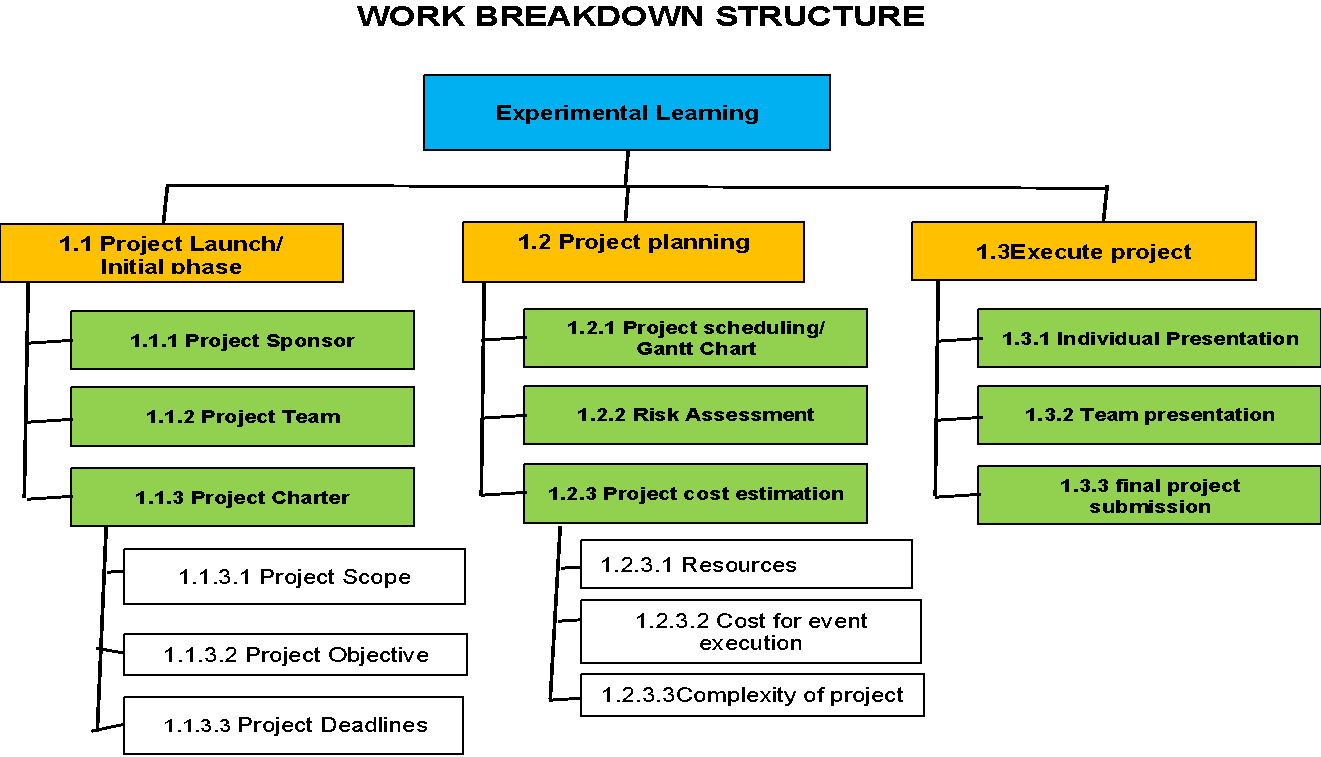 WORK BREAKDOWN STRUCTURE
Experimental Learning
1.1 Project Launch/
Initial phase
1.1.1 Project Sponsor
1.1.2 Project Team
1.1.3 Project Charter
1.1.3.1 Project Scope
1.1.3.2 Project Objective
1.1.3.3 Project Deadlines
1.2 Project planning
1.2.1 Project scheduling/
Gantt Chart
1.2.2 Risk Assessment
1.2.3 Project cost estimation
1.2.3.1 Resources
1.2.3.2 Cost for event
execution
1.2.3.3Complexity of project
1.3Execute project
1.3.1 Individual Presentation
1.3.2 Team presentation
1.3.3 final project
submission